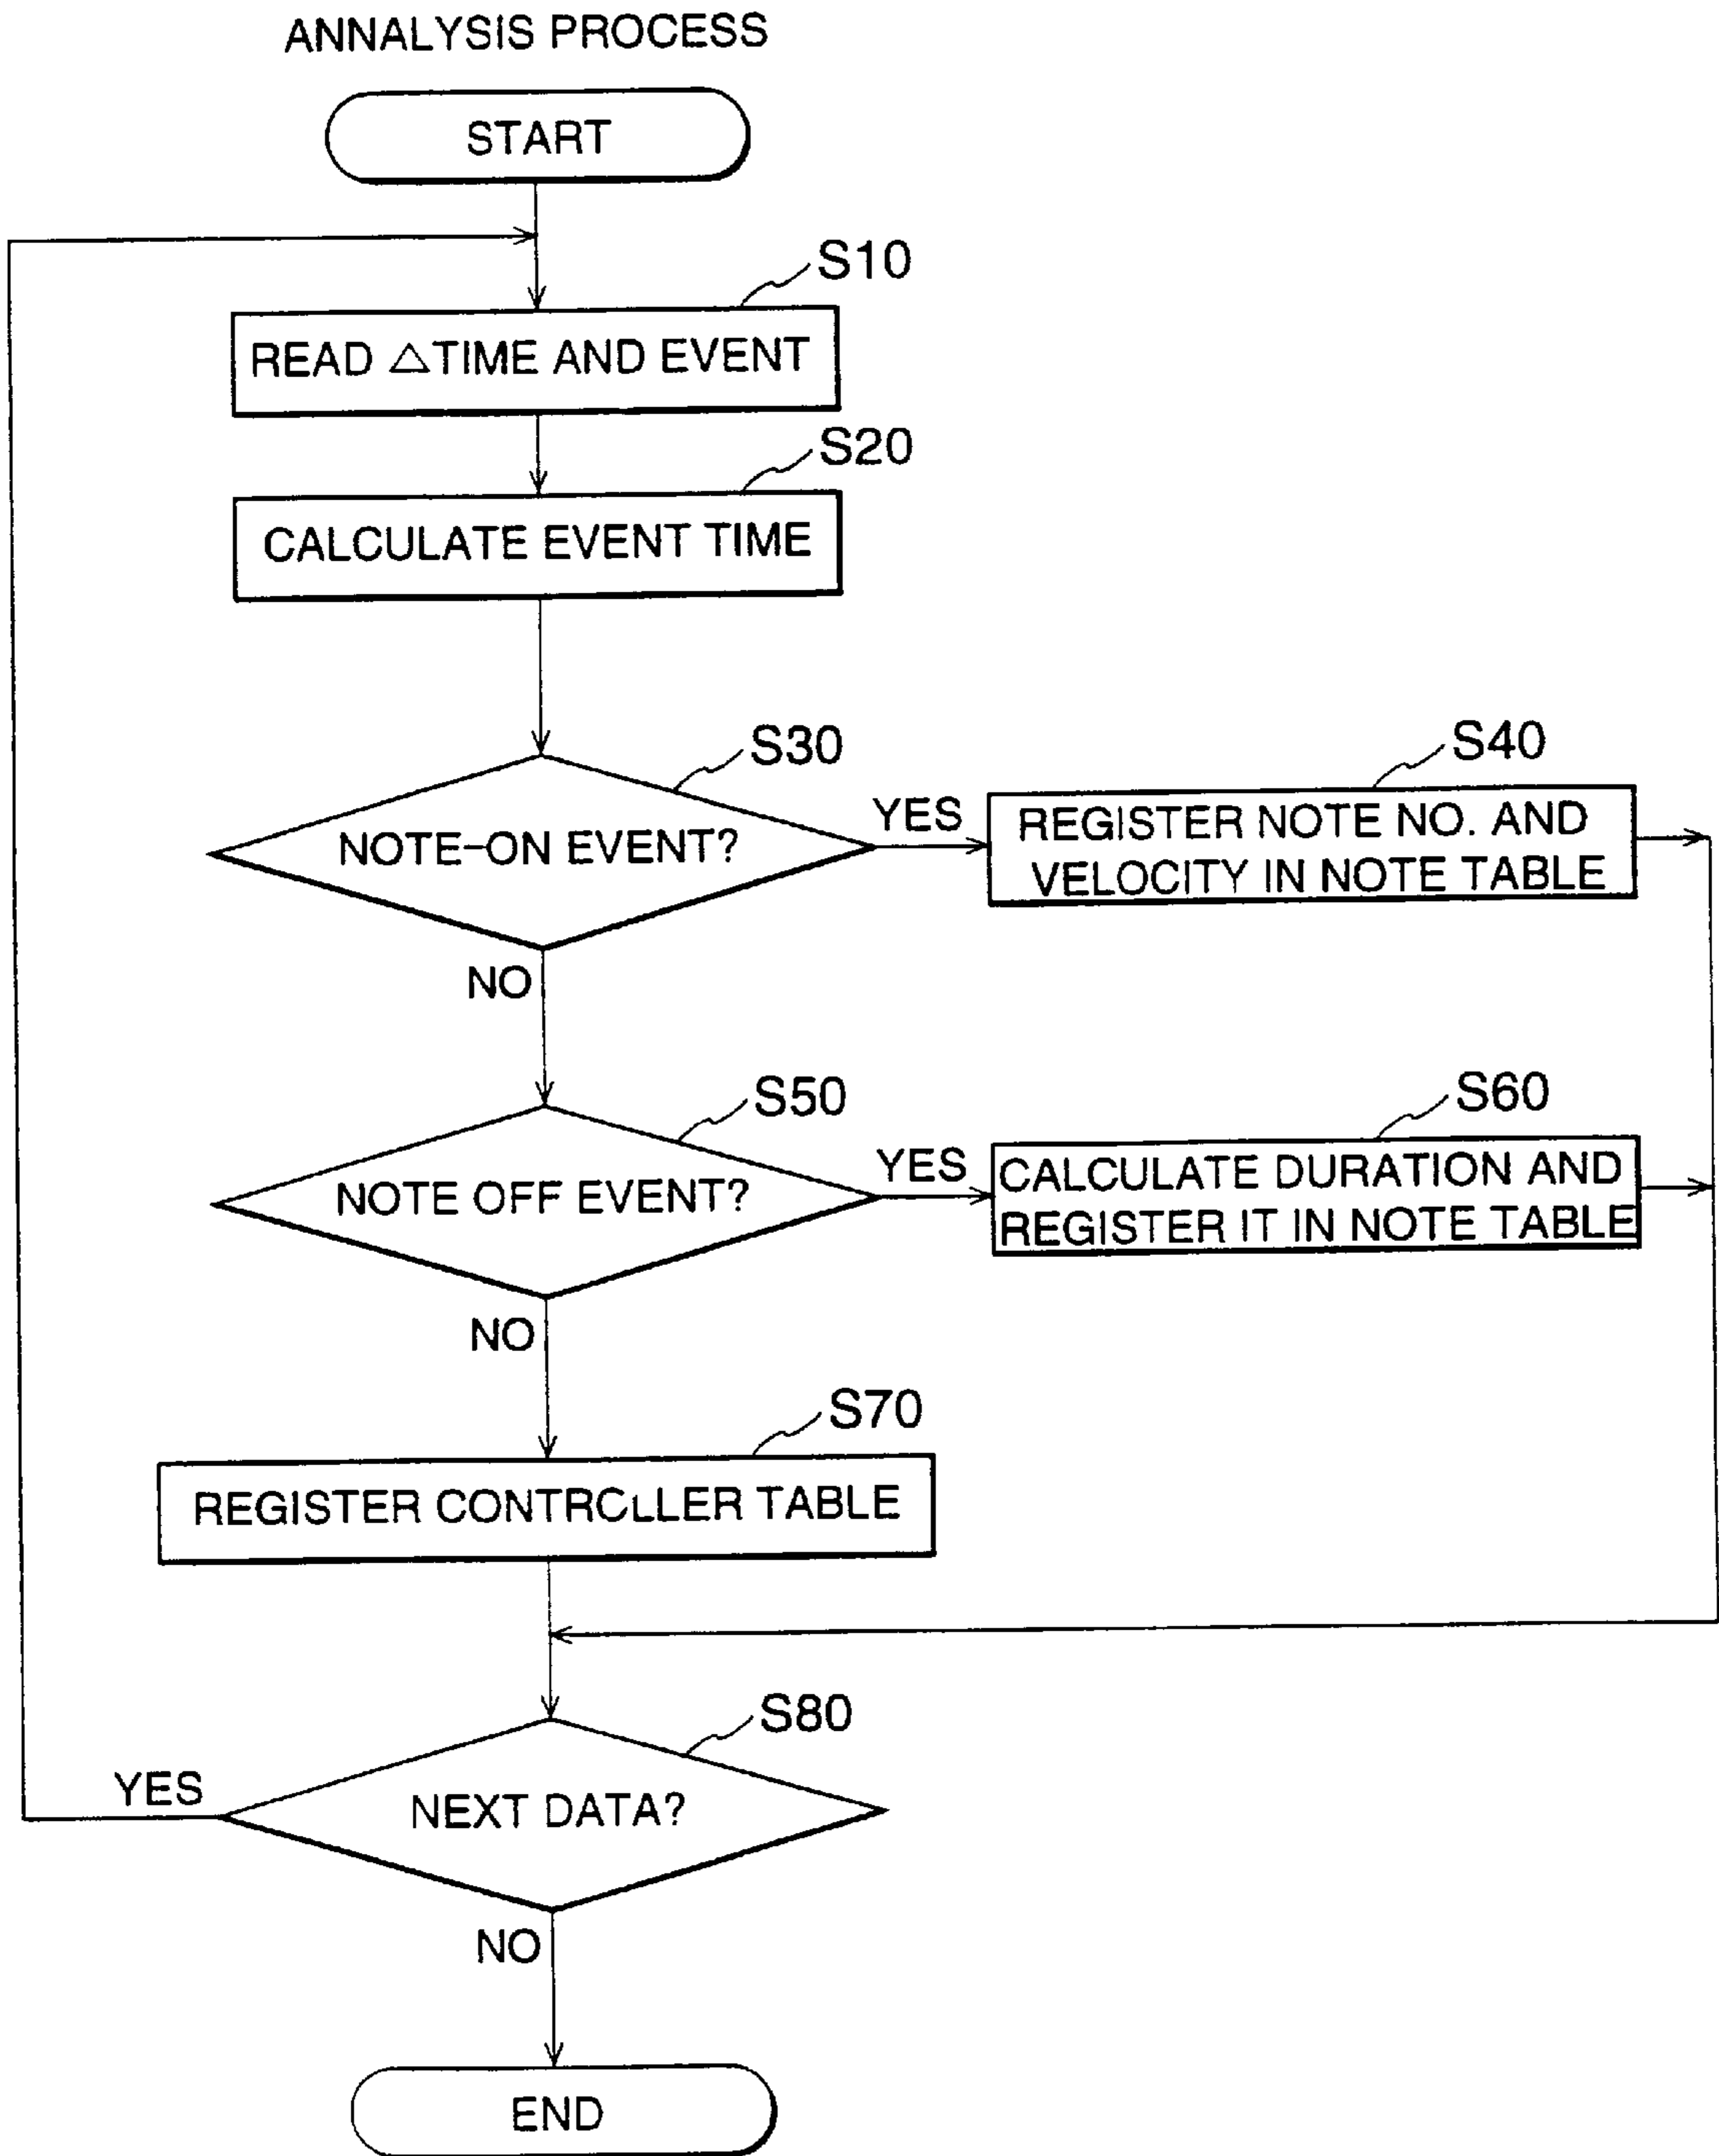 ANNALYSIS PROCESS
START
S10
READ △TIME AND EVENT
S20
CALCULATE EVENT TIME
S30
NOTE-ON EVENT?
YES
S40
REGISTER NOTE NO. AND
VELOCITY IN NOTE TABLE
NO
S50
NOTE OFF EVENT?
YES
S60
CALCULATE DURATION AND
REGISTER IT IN NOTE TABLE
NO
S70
REGISTER CONTROLLER TABLE
S80
YES
NEXT DATA?
NO
END